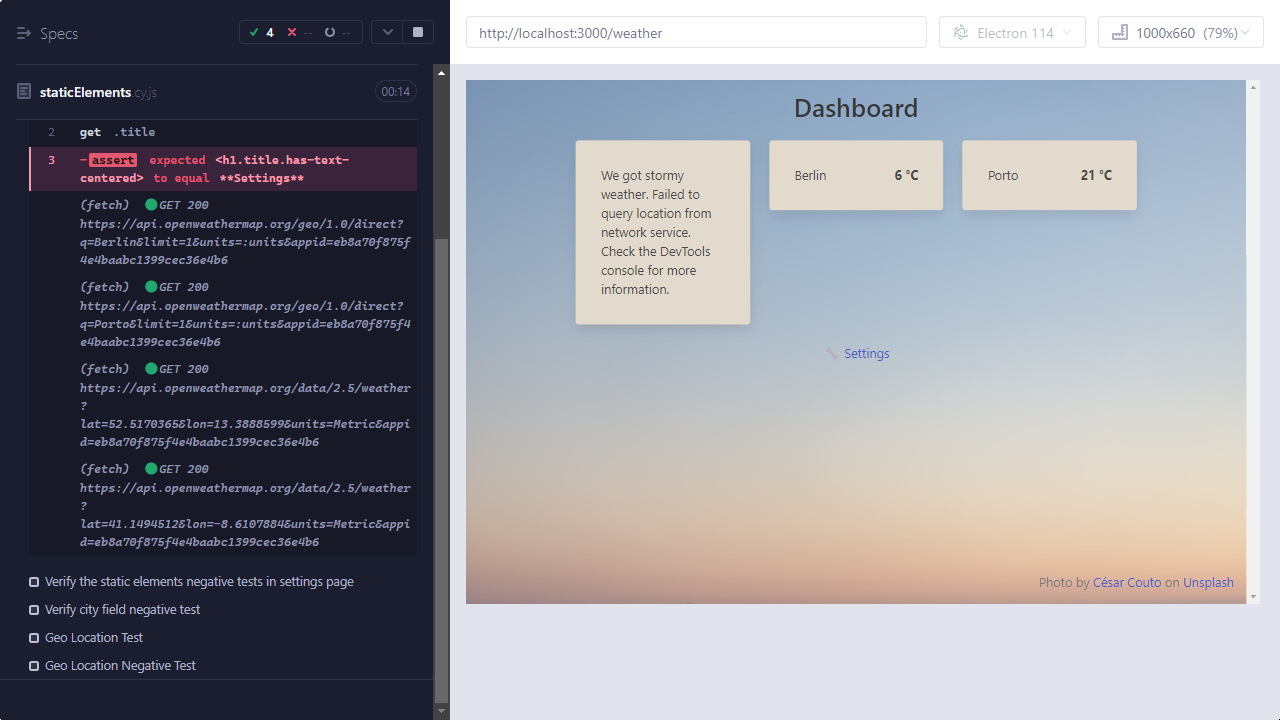 Specs
4
--
--
http://localhost:3000/weather
Electron 114
1000x660 (79%)
staticElements.cy.js
00:14
2 get .title
3 -assert expected <h1.title.has-text-
centered> to equal **Settings**
(fetch) GET 200
https://api.openweathermap.org/geo/1.0/direct?
q=Berlin&limit=1&units=:units&appid=eb8a70f875f
4e4baabc1399cec36e4b6
(fetch) GET 200
https://api.openweathermap.org/geo/1.0/direct?
q=Porto&limit=1&units=:units&appid=eb8a70f875f4
e4baabc1399cec36e4b6
(fetch) GET 200
https://api.openweathermap.org/data/2.5/weather
?
lat=52.5170365&lon=13.3888599&units=Metric&appi
d=eb8a70f875f4e4baabc1399cec36e4b6
(fetch) GET 200
https://api.openweathermap.org/data/2.5/weather
?
lat=41.1494512&lon=-8.6107884&units=Metric&appi
d=eb8a70f875f4e4baabc1399cec36e4b6
Verify the static elements negative tests in settings page
Verify city field negative test
Geo Location Test
Geo Location Negative Test
Dashboard
We got stormy
weather. Failed to
query location from
network service.
Check the DevTools
console for more
information.
Berlin 6 °C
Porto 21 °C
Settings
Photo by César Couto on Unsplash